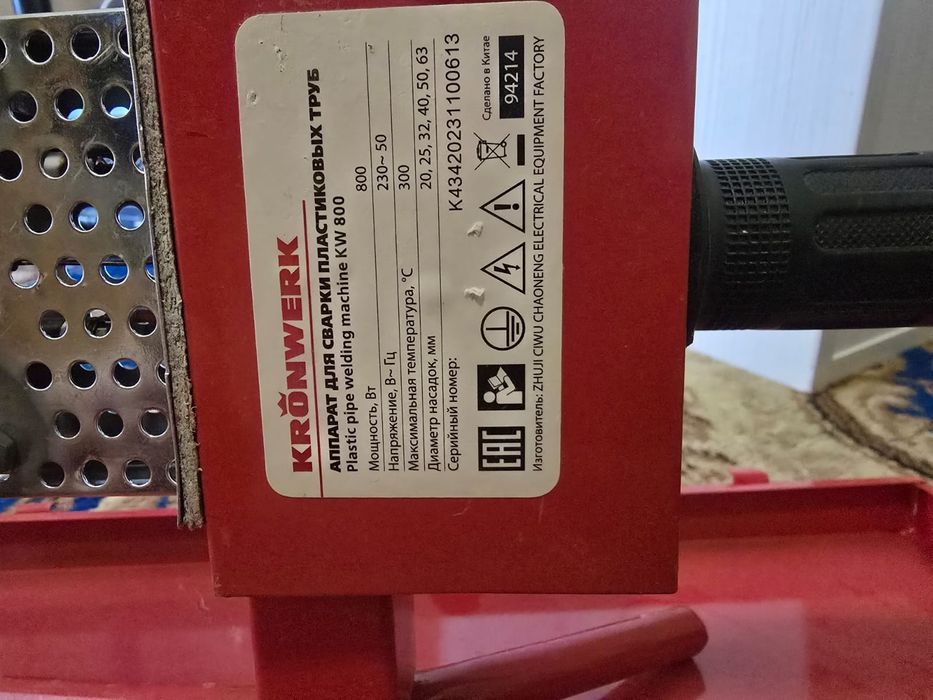 KRONWERK
АППАРАТ ДЛЯ СВАРКИ ПЛАСТИКОВЫХ ТРУБ
Plastic pipe welding machine KW 800
Мощность, Вт 800
Напряжение, В~ Гц 230~ 50
Максимальная температура, °С 300
Диаметр насадок, мм 20, 25, 32, 40, 50, 63
Серийный номер: K43420231100613
EAC
Сделано в Китае
94214
Изготовитель: ZHUJI CIWU CHAONENG ELECTRICAL EQUIPMENT FACTORY